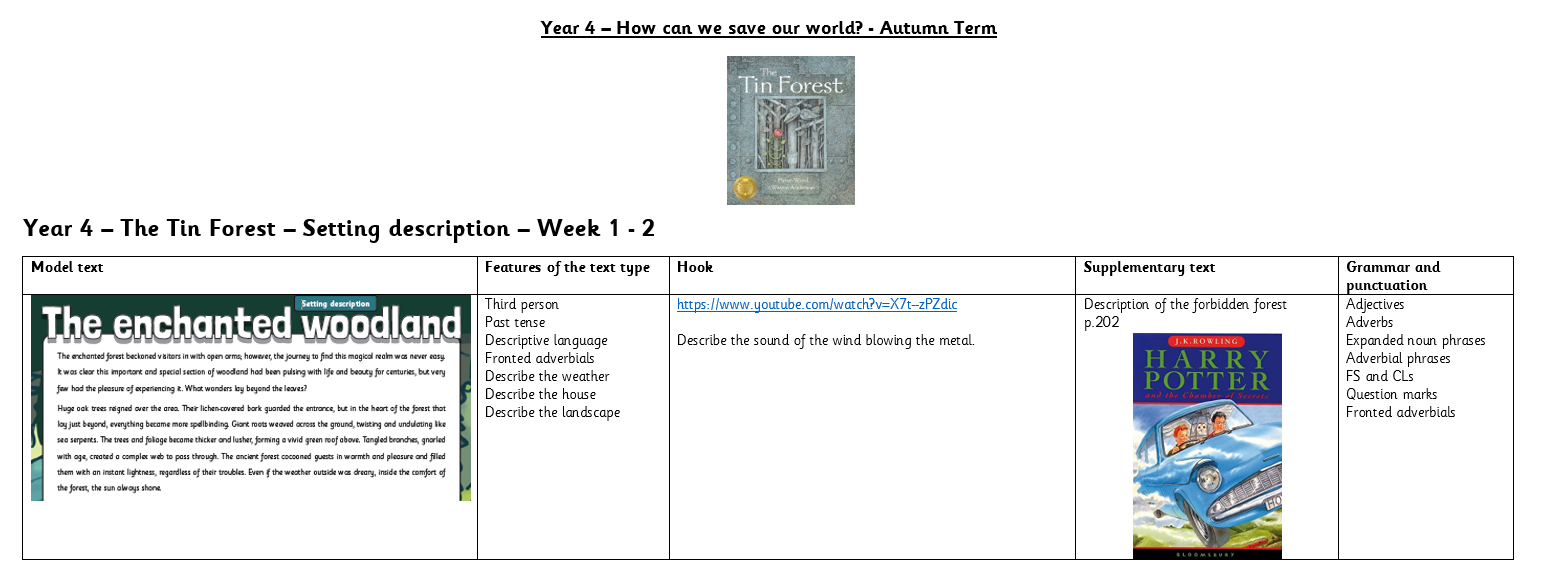 Year 4 – How can we save our world? - Autumn Term
The
Tin Forest
Year 4 – The Tin Forest – Setting description – Week 1 - 2
Model text
Features of the text type
Hook
Supplementary text
Grammar and
punctuation
Setting description
The enchanted woodland
The enchanted forest beckoned visitors in with open arms; however, the journey to find this magical realm was never easy.
It was clear this important and special section of woodland had been pulsing with life and beauty for centuries, but very
few had the pleasure of experiencing it. What wonders lay beyond the leaves?
Huge oak trees reigned over the area. Their lichen-covered bark guarded the entrance, but in the heart of the forest that
lay just beyond, everything became more spellbinding. Giant roots weaved across the ground, twisting and undulating like
sea serpents. The trees and foliage became thicker and lusher, forming a vivid green roof above. Tangled branches, gnarled
with age, created a complex web to pass through. The ancient forest cocooned guests in warmth and pleasure and filled
them with an instant lightness, regardless of their troubles. Even if the weather outside was dreary, inside the comfort of
the forest, the sun always shone.
Third person
Past tense
Descriptive language
Fronted adverbials
Describe the weather
Describe the house
Describe the landscape
https://www.youtube.com/watch?v=X7t--zPZdic
Describe the sound of the wind blowing the metal.
Description of the forbidden forest
p.202
J.K.ROWLING
HARRY
POTTER
and the Chamber of Secrets
BLOOMSBURY
Adjectives
Adverbs
Expanded noun phrases
Adverbial phrases
FS and CLs
Question marks
Fronted adverbials